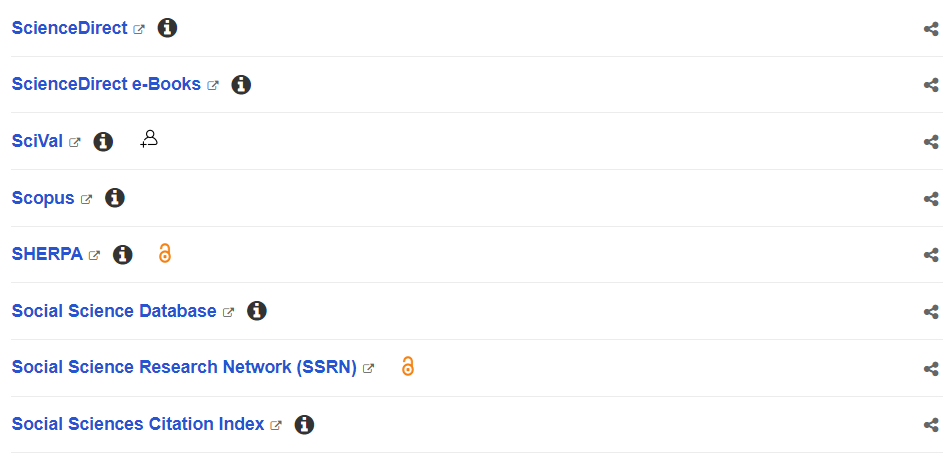 ScienceDirect
ScienceDirect e-Books
SciVal
Scopus
SHERPA
Social Science Database
Social Science Research Network (SSRN)
Social Sciences Citation Index